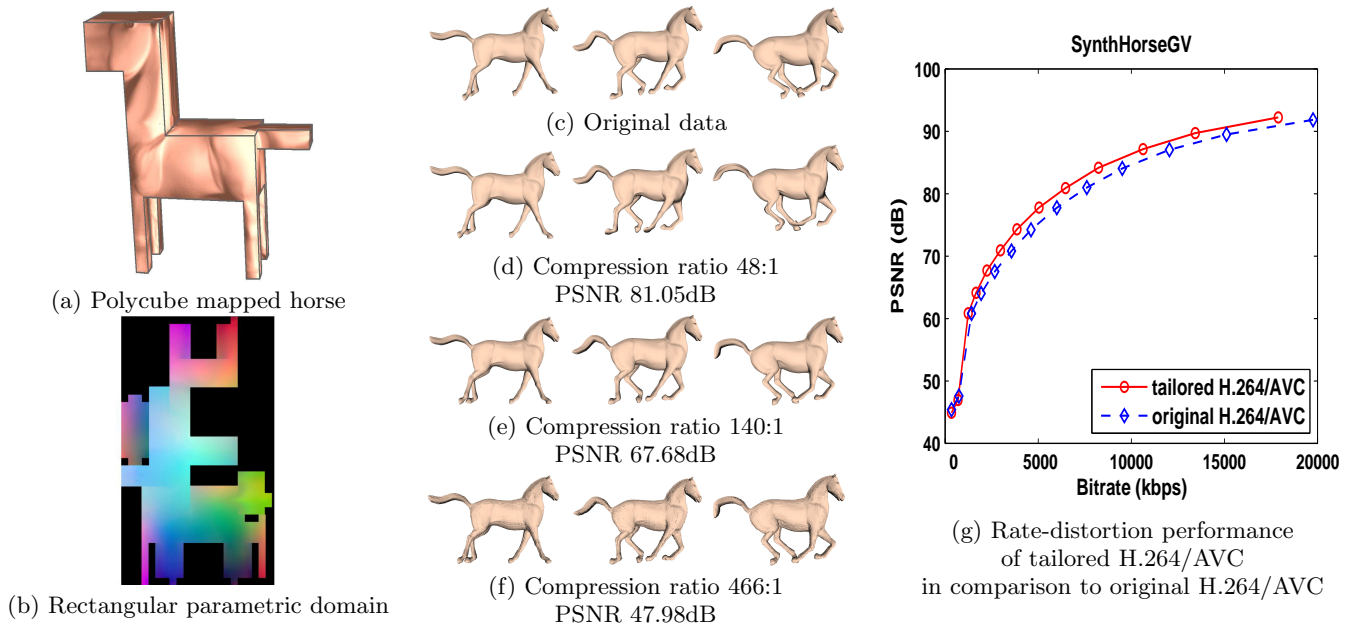 (a) Polycube mapped horse
(b) Rectangular parametric domain
(c) Original data
(d) Compression ratio 48:1
PSNR 81.05dB
(e) Compression ratio 140:1
PSNR 67.68dB
(f) Compression ratio 466:1
PSNR 47.98dB
SynthHorseGV
PSNR (dB)
100
90
80
70
60
50
40
0 5000 10000 15000 20000
Bitrate (kbps)
tailored H.264/AVC
original H.264/AVC
(g) Rate-distortion performance
of tailored H.264/AVC
in comparison to original H.264/AVC